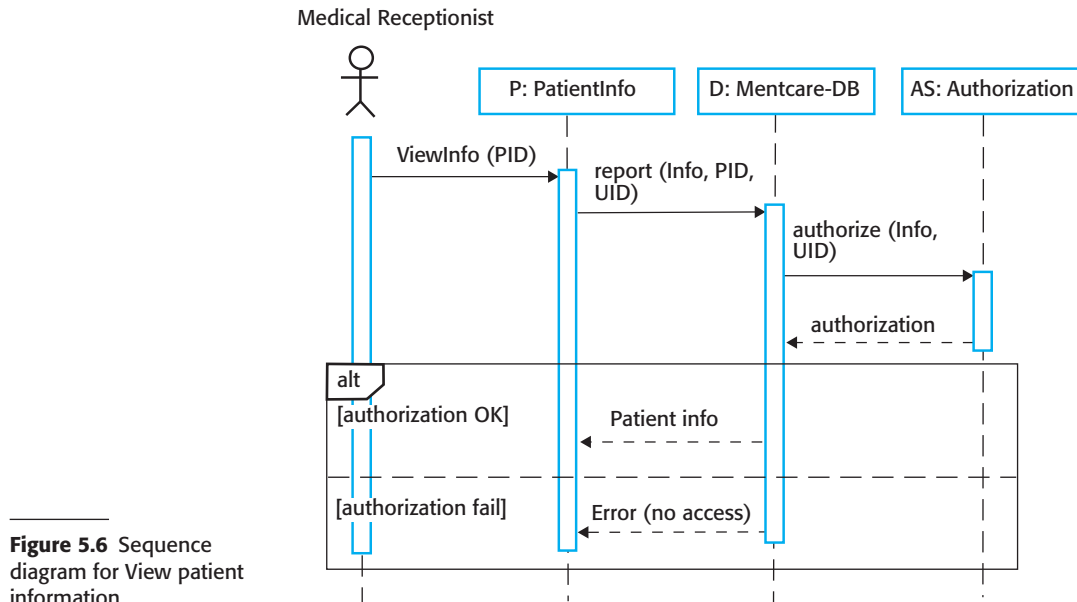 Medical Receptionist
P: PatientInfo
D: Mentcare-DB
AS: Authorization
ViewInfo (PID)
report (Info, PID,
UID)
authorize (Info,
UID)
authorization
alt
[authorization OK]
Patient info
[authorization fail]
Error (no access)
Figure 5.6 Sequence
diagram for View patient
information